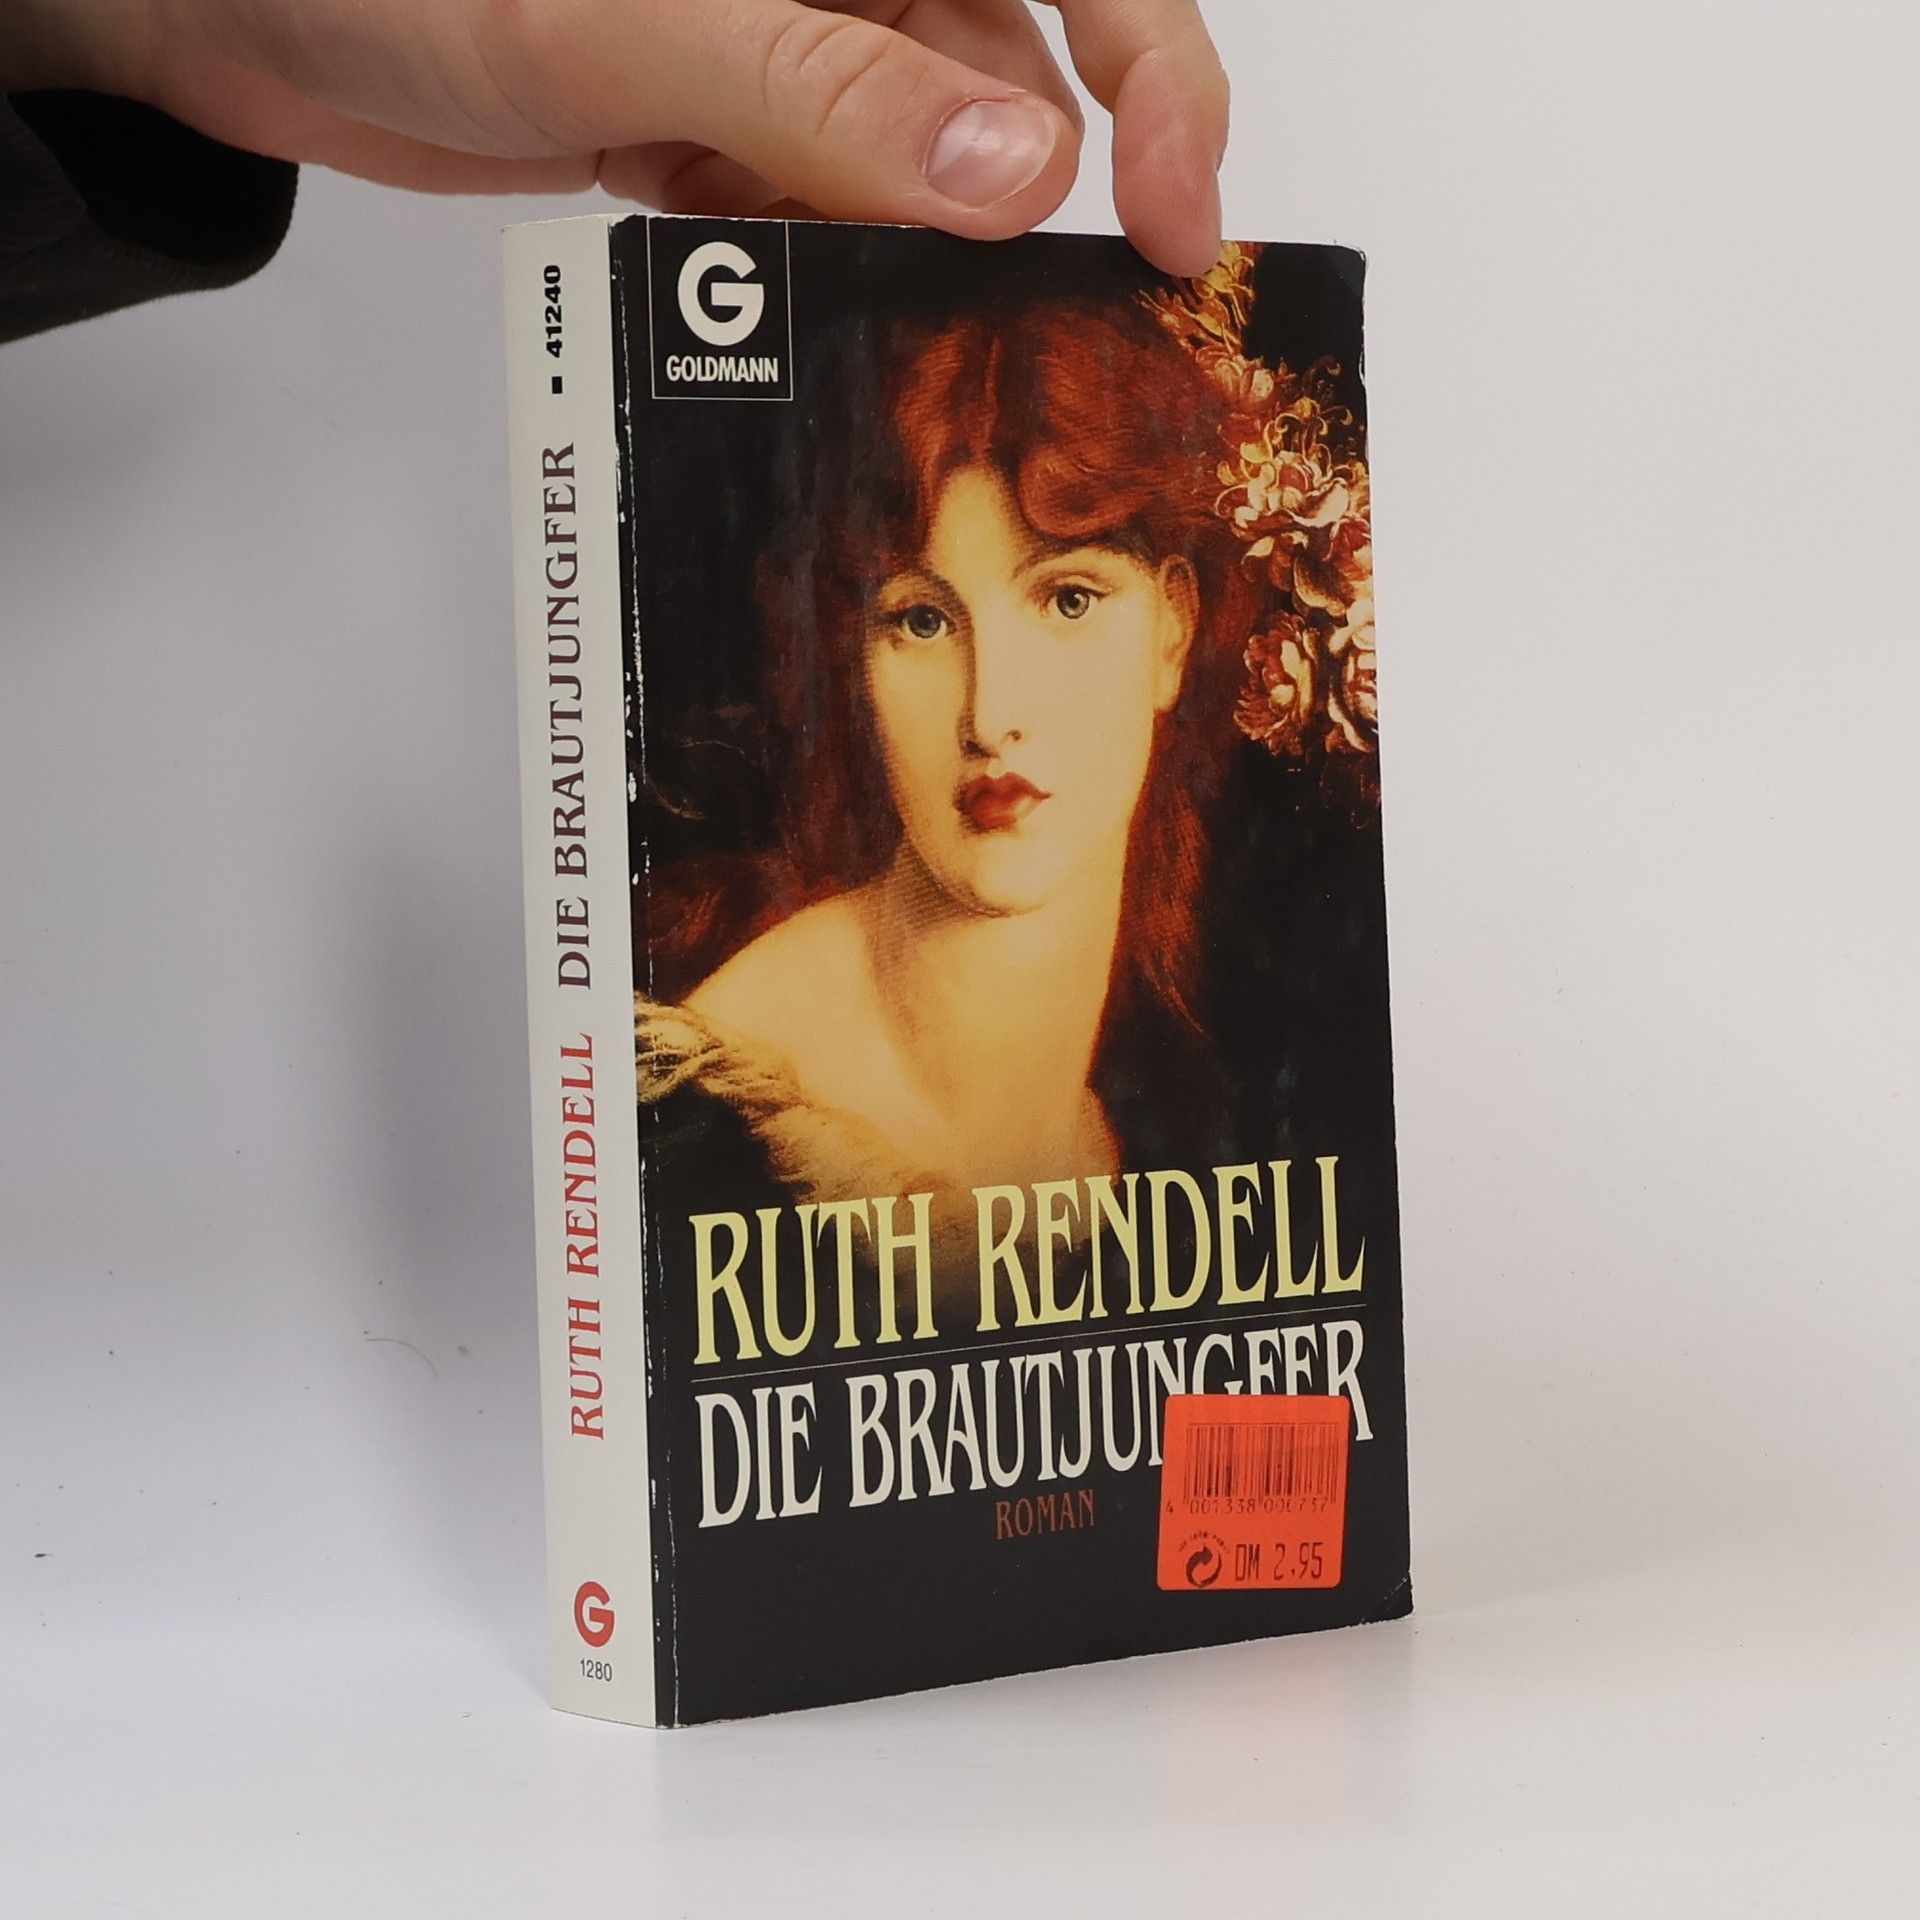 RUTH RENDELL DIE BRAUTJUNGFER ▪ 41240
G
1280
G
GOLDMANN
RUTH RENDELL
DIE BRAUTJUNGFER
ROMAN
DM 2,95